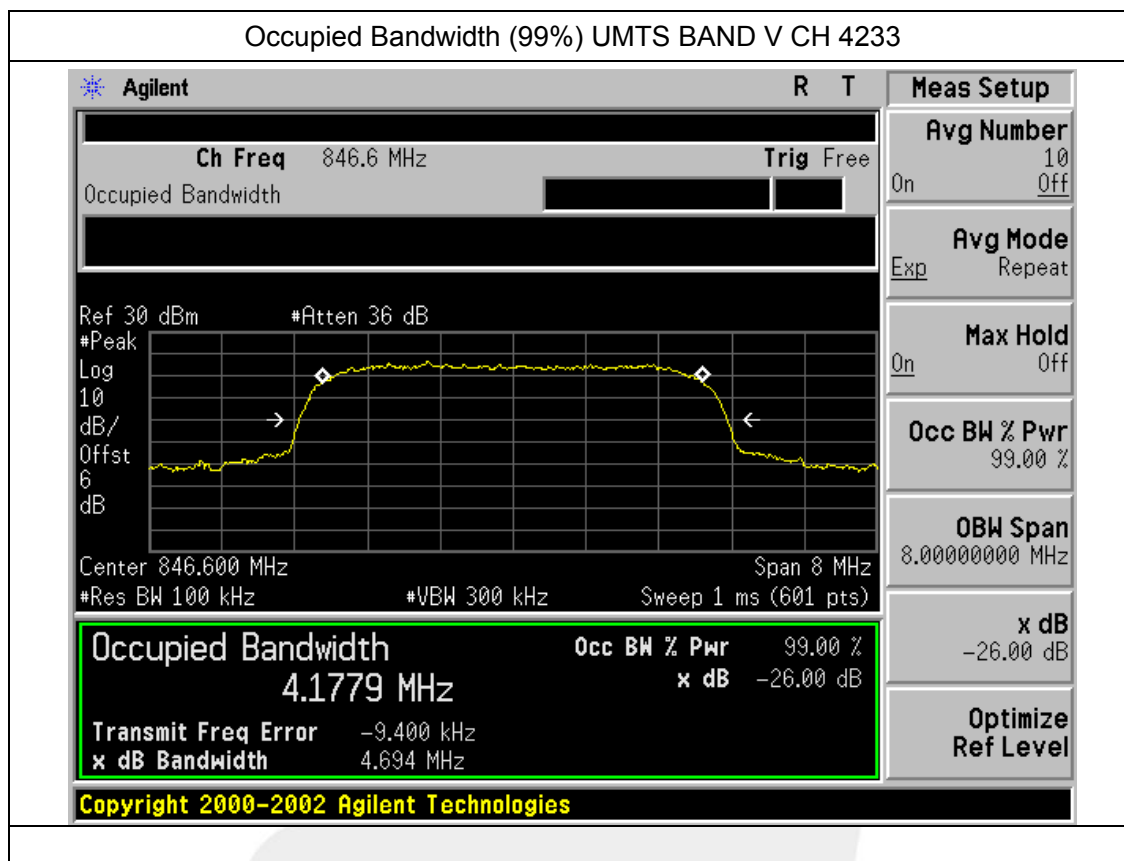 Occupied Bandwidth (99%) UMTS BAND V CH 4233
Agilent R T
Ch Freq 846.6 MHz Trig Free
Occupied Bandwidth
Ref 30 dBm #Atten 36 dB
#Peak
Log
10
dB/
Offst
6
dB
Center 846.600 MHz Span 8 MHz
#Res BW 100 kHz #VBW 300 kHz Sweep 1 ms (601 pts)
Occupied Bandwidth Occ BW % Pwr 99.00 %
4.1779 MHz x dB -26.00 dB
Transmit Freq Error -9.400 kHz
x dB Bandwidth 4.694 MHz
Copyright 2000-2002 Agilent Technologies
Meas Setup
Avg Number
10
On Off
Avg Mode
Exp Repeat
Max Hold
On Off
Occ BW % Pwr
99.00 %
OBW Span
8.00000000 MHz
x dB
-26.00 dB
Optimize
Ref Level